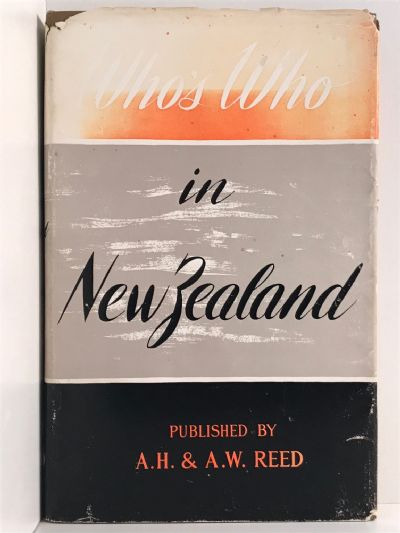 Who's Who
in
New Zealand
PUBLISHED BY
A.H. & A.W. REED